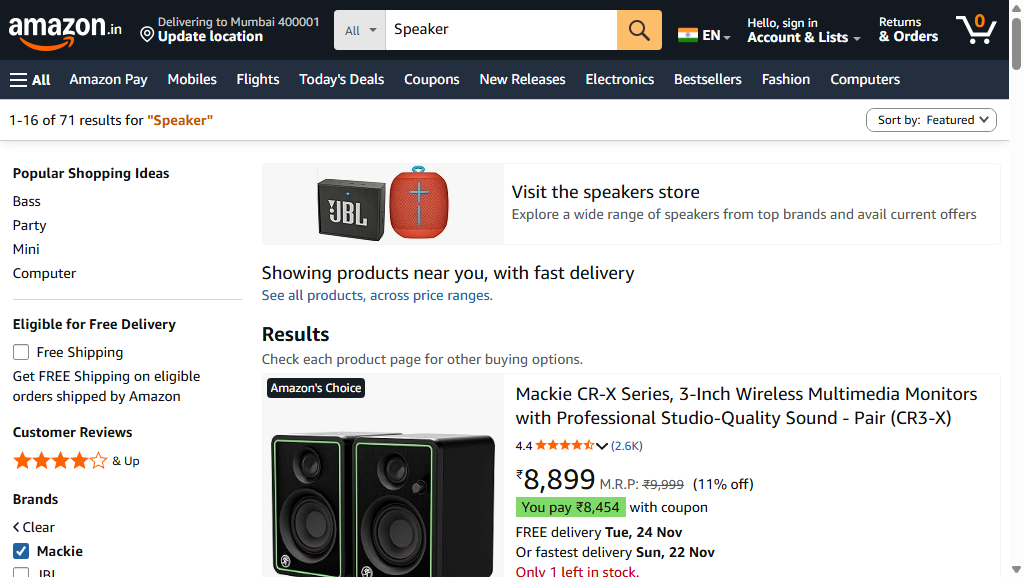 amazon.in
Delivering to Mumbai 400001
Update location
All
Speaker
EN
Hello, sign in
Account & Lists
Returns
& Orders
0
All
Amazon Pay
Mobiles
Flights
Today's Deals
Coupons
New Releases
Electronics
Bestsellers
Fashion
Computers
1-16 of 71 results for "Speaker"
Sort by: Featured
Popular Shopping Ideas
Bass
Party
Mini
Computer
Eligible for Free Delivery
Free Shipping
Get FREE Shipping on eligible
orders shipped by Amazon
Customer Reviews
& Up
Brands
Clear
Mackie
JBL
JBL
Visit the speakers store
Explore a wide range of speakers from top brands and avail current offers
Showing products near you, with fast delivery
See all products, across price ranges.
Results
Check each product page for other buying options.
Amazon's Choice
Mackie CR-X Series, 3-Inch Wireless Multimedia Monitors
with Professional Studio-Quality Sound - Pair (CR3-X)
4.4 (2.6K)
₹8,899 M.R.P: ₹9,999 (11% off)
You pay ₹8,454 with coupon
FREE delivery Tue, 24 Nov
Or fastest delivery Sun, 22 Nov
Only 1 left in stock.